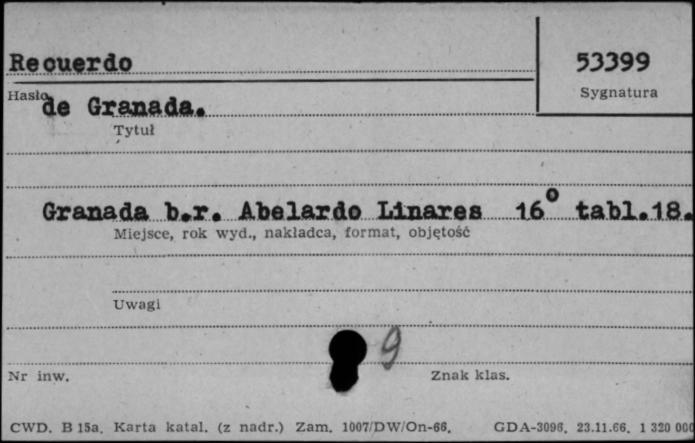 Recuerdo 53399
Hasło Sygnatura
de Granada.
Tytuł
Granada b.r. Abelardo Linares 16° tabl.18.
Miejsce, rok wyd., nakładca, format, objętość
Uwagi
9
Nr inw. Znak klas.
CWD. B 15a. Karta katal. (z nadr.) Zam. 1007/DW/On-66. GDA-3096. 23.11.66. 1 320 000